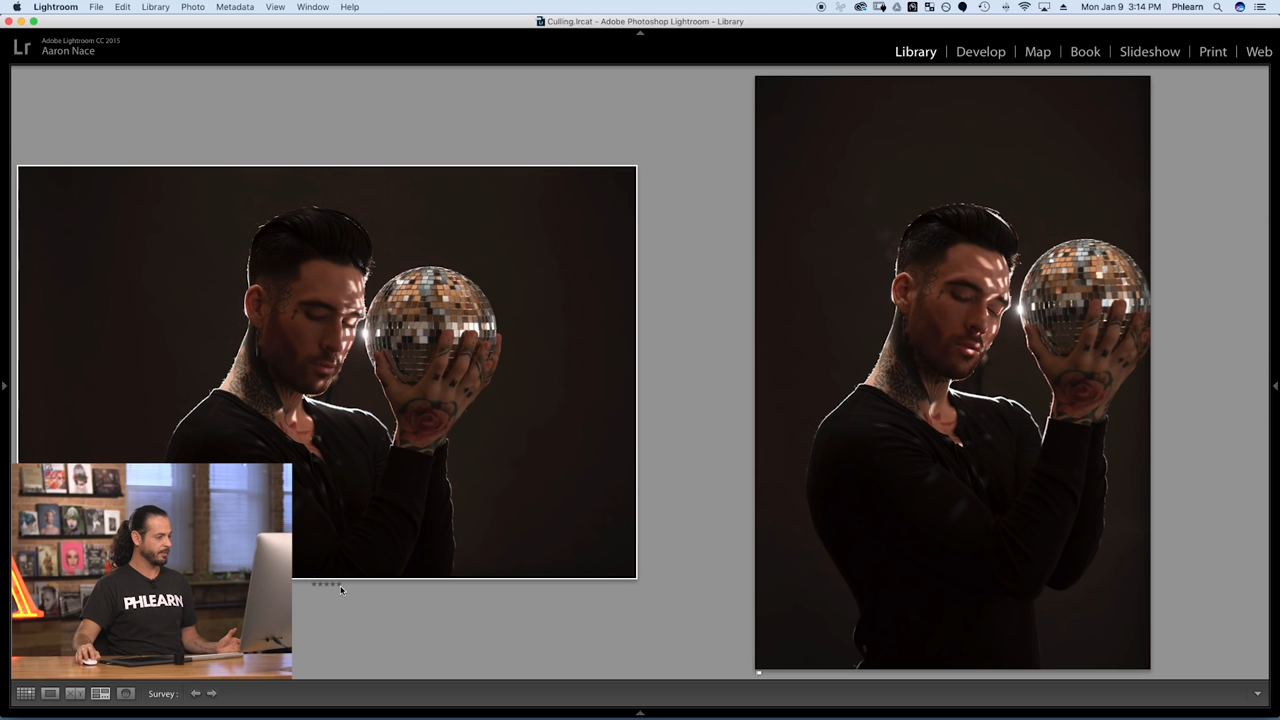 Lightroom File Edit Library Photo Metadata View Window Help Mon Jan 9 3:14 PM Phlearn
Culling.lrcat - Adobe Photoshop Lightroom - Library
Lr
Adobe Lightroom CC 2015
Aaron Nace
Library | Develop | Map | Book | Slideshow | Print | Web
PHLEARN
XY
Survey :